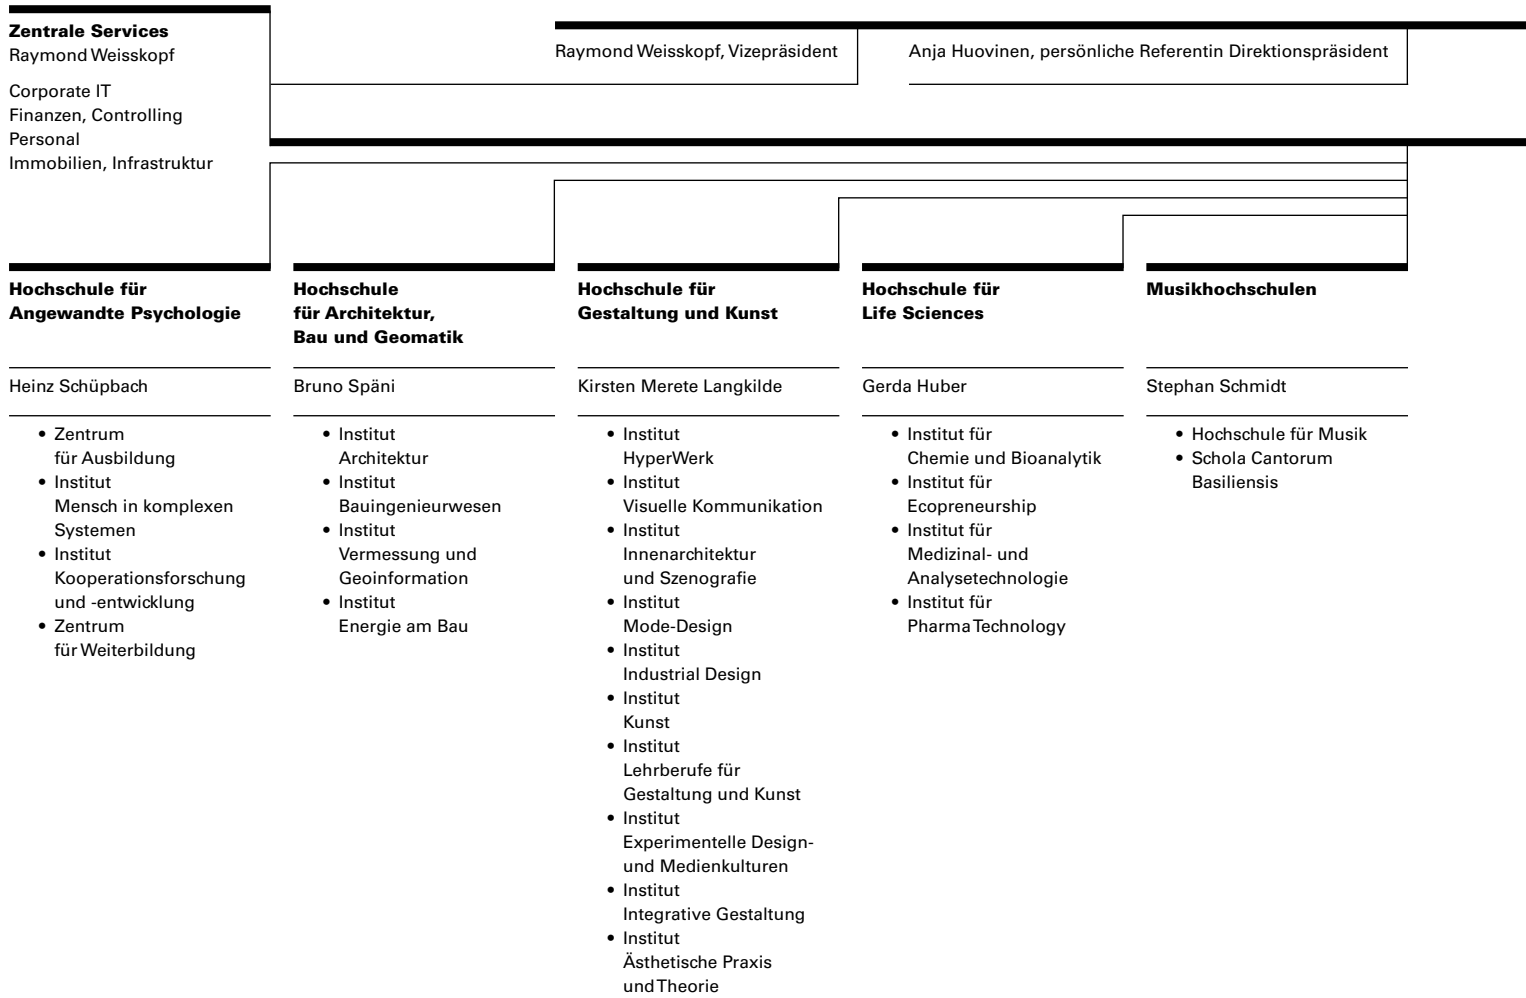 Zentrale Services
Raymond Weisskopf
Corporate IT
Finanzen, Controlling
Personal
Immobilien, Infrastruktur
Raymond Weisskopf, Vizepräsident
Anja Huovinen, persönliche Referentin Direktionspräsident
Hochschule für
Angewandte Psychologie
Heinz Schüpbach
• Zentrum
für Ausbildung
• Institut
Mensch in komplexen
Systemen
• Institut
Kooperationsforschung
und -entwicklung
• Zentrum
für Weiterbildung
Hochschule
für Architektur,
Bau und Geomatik
Bruno Späni
• Institut
Architektur
• Institut
Bauingenieurwesen
• Institut
Vermessung und
Geoinformation
• Institut
Energie am Bau
Hochschule für
Gestaltung und Kunst
Kirsten Merete Langkilde
• Institut
HyperWerk
• Institut
Visuelle Kommunikation
• Institut
Innenarchitektur
und Szenografie
• Institut
Mode-Design
• Institut
Industrial Design
• Institut
Kunst
• Institut
Lehrberufe für
Gestaltung und Kunst
• Institut
Experimentelle Design-
und Medienkulturen
• Institut
Integrative Gestaltung
• Institut
Ästhetische Praxis
und Theorie
Hochschule für
Life Sciences
Gerda Huber
• Institut für
Chemie und Bioanalytik
• Institut für
Ecopreneurship
• Institut für
Medizinal- und
Analysetechnologie
• Institut für
Pharma Technology
Musikhochschulen
Stephan Schmidt
• Hochschule für Musik
• Schola Cantorum
Basiliensis